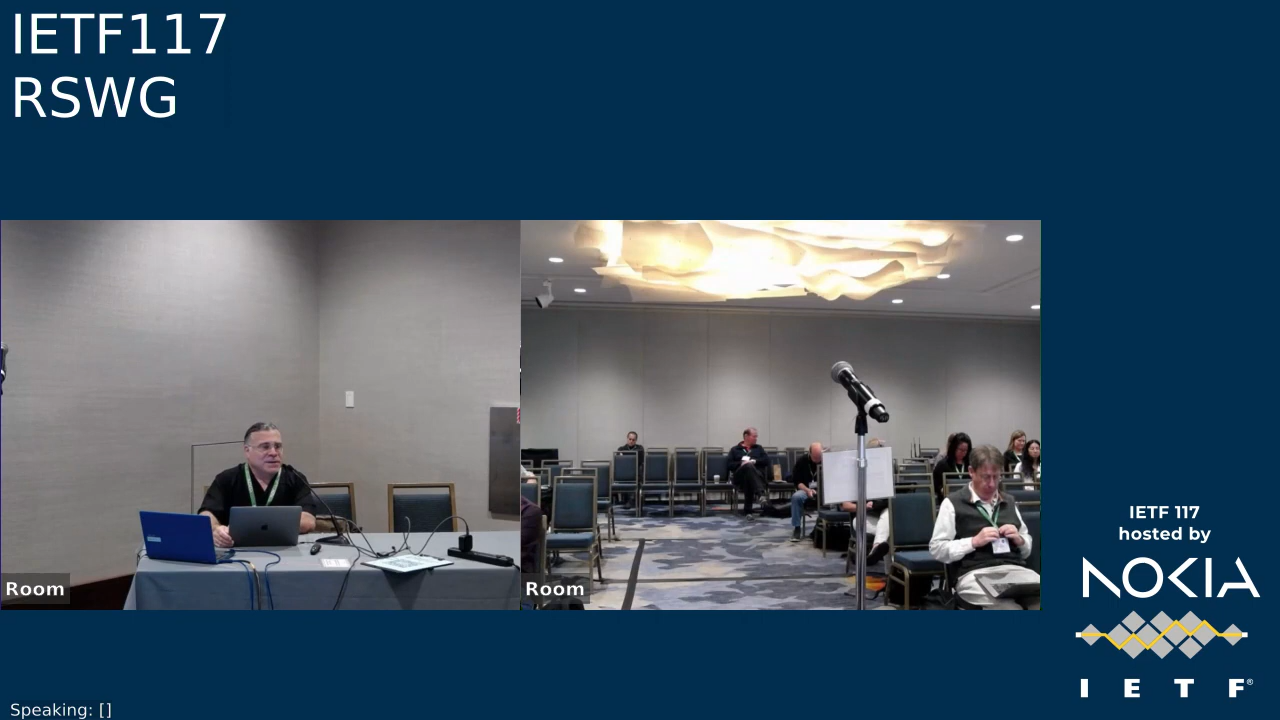 IETF117
RSWG
Room
Room
IETF 117
hosted by
NOKIA
I E T F®
Speaking: []